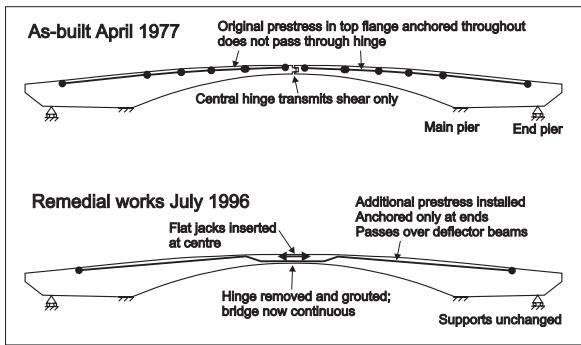 As-built April 1977
Original prestress in top flange anchored throughout
does not pass through hinge
Central hinge transmits shear only
Main pier
End pier
Remedial works July 1996
Flat jacks inserted
at centre
Additional prestress installed
Anchored only at ends
Passes over deflector beams
Hinge removed and grouted;
bridge now continuous
Supports unchanged